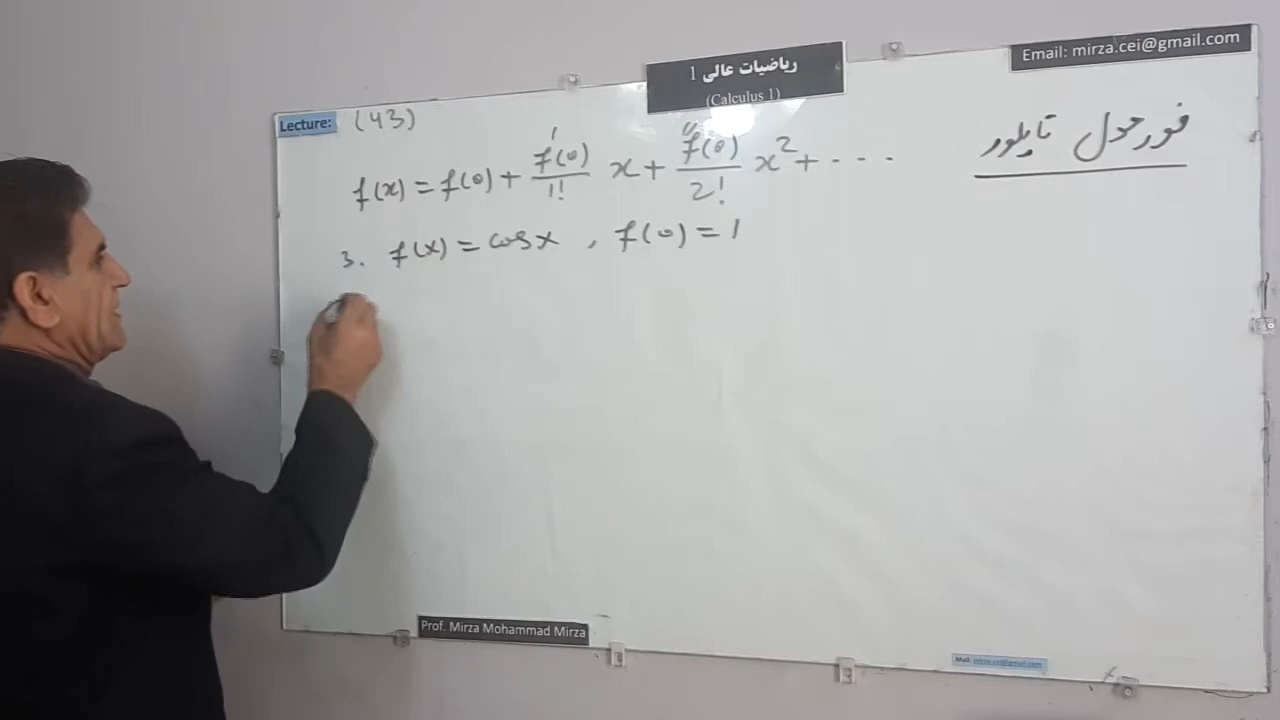 ریاضیات عالی 1
(Calculus 1)
Email: mirza.cei@gmail.com
Lecture: (43)
فورمول تایلور
f(x) = f(0) + f'(0)/1! x + f''(0)/2! x² + ....
3. f(x) = cos x , f(0) = 1
Prof. Mirza Mohammad Mirza
Mail: mirza.cei@gmail.com